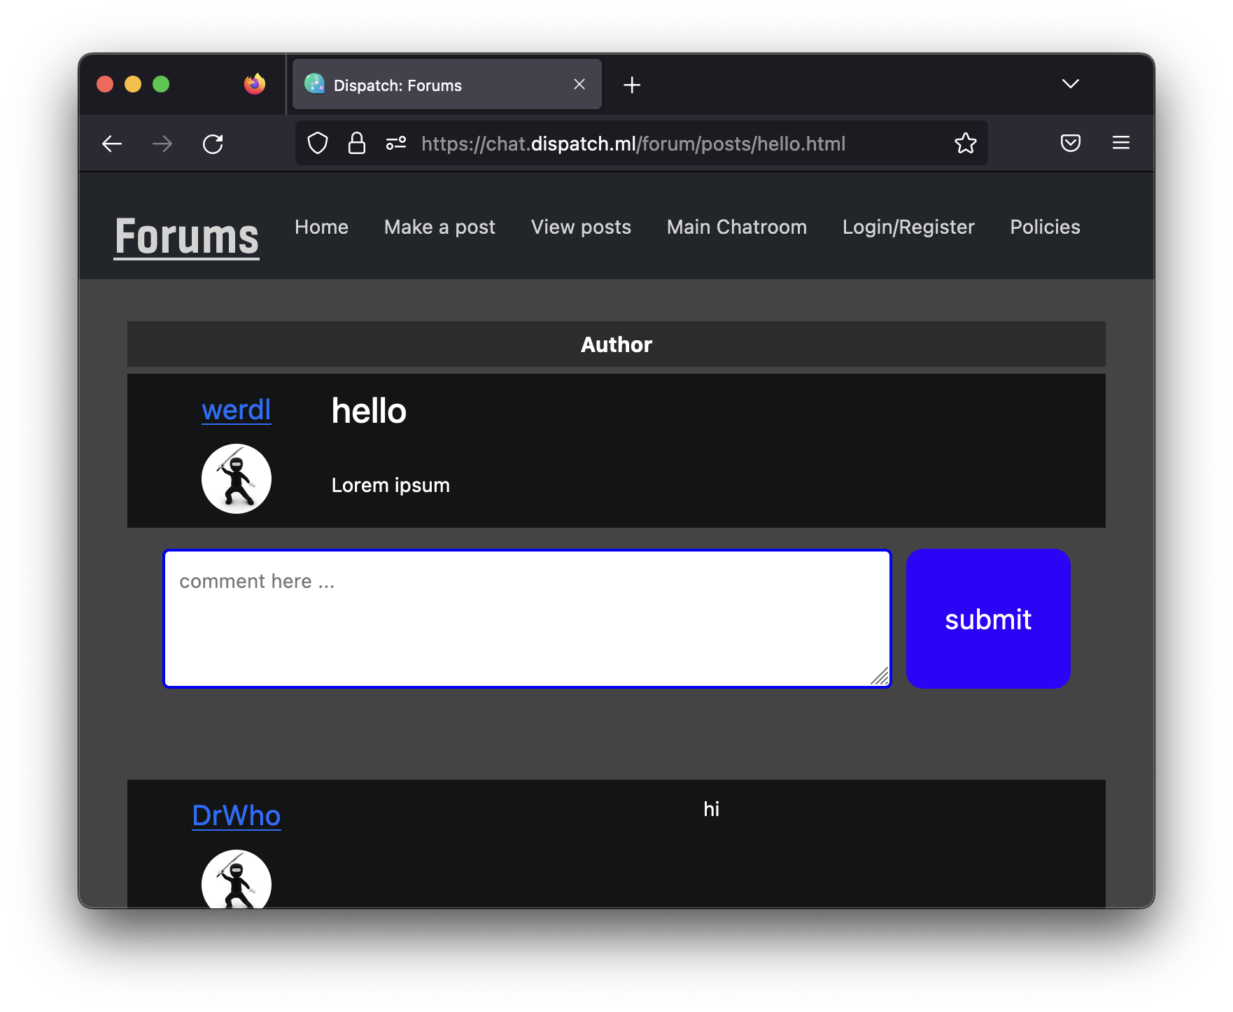 Dispatch: Forums
https://chat.dispatch.ml/forum/posts/hello.html
Forums Home Make a post View posts Main Chatroom Login/Register Policies
Author
werdl hello
Lorem ipsum
comment here ...
submit
DrWho hi